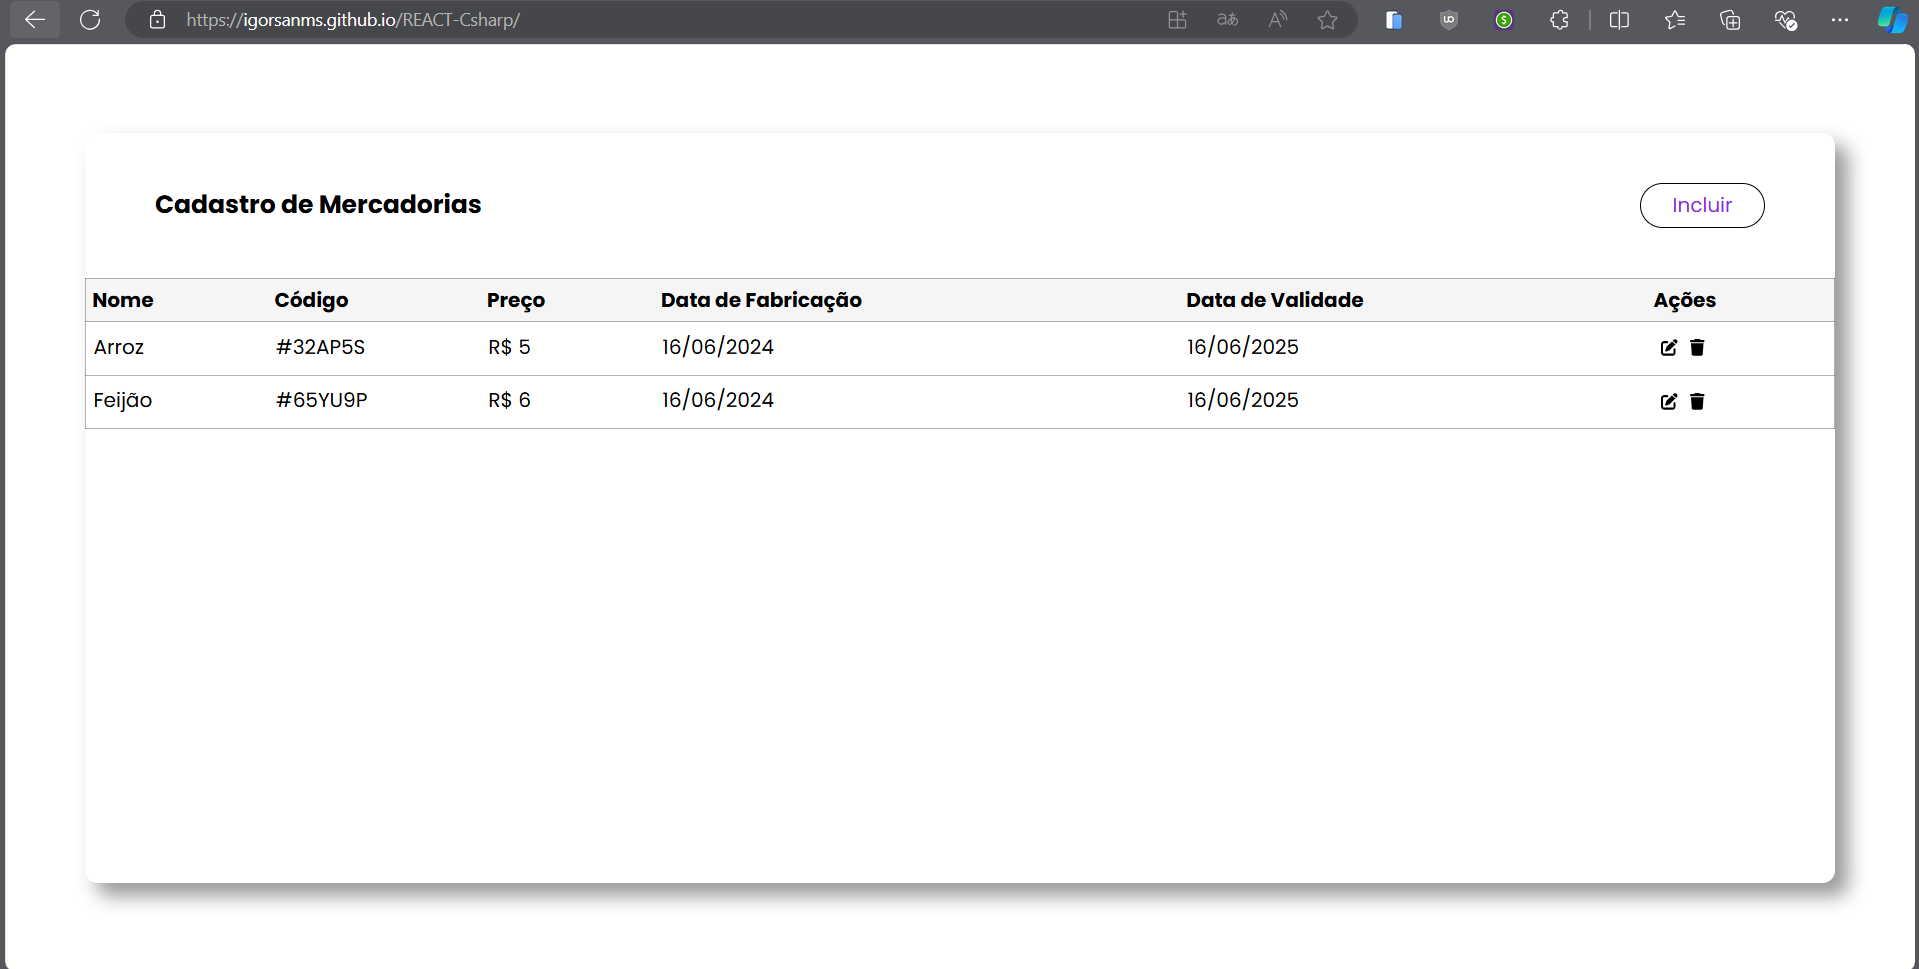 https://igorsanms.github.io/REACT-Csharp/
Cadastro de Mercadorias
Incluir
Nome Código Preço Data de Fabricação Data de Validade Ações
Arroz #32AP5S R$ 5 16/06/2024 16/06/2025
Feijão #65YU9P R$ 6 16/06/2024 16/06/2025